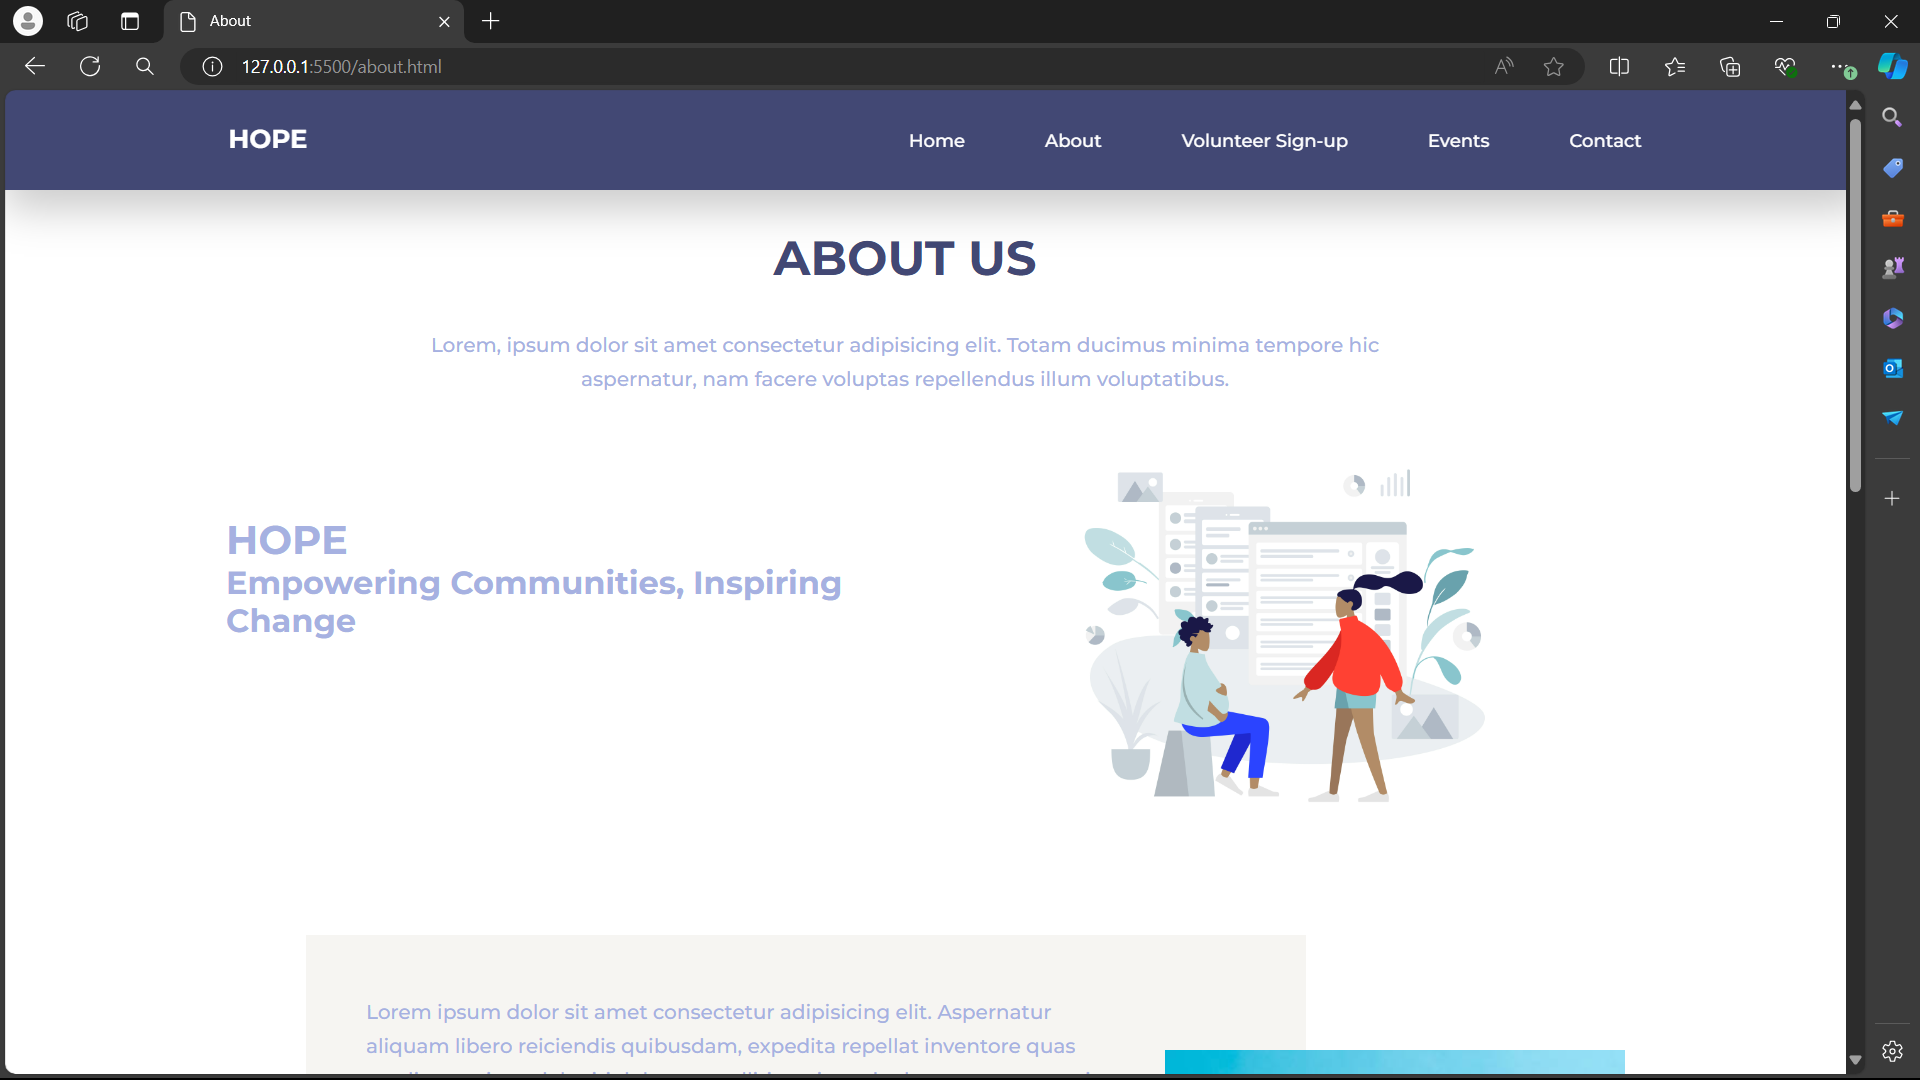 About
127.0.0.1:5500/about.html
HOPE
Home
About
Volunteer Sign-up
Events
Contact
ABOUT US
Lorem, ipsum dolor sit amet consectetur adipisicing elit. Totam ducimus minima tempore hic
aspernatur, nam facere voluptas repellendus illum voluptatibus.
HOPE
Empowering Communities, Inspiring
Change
Lorem ipsum dolor sit amet consectetur adipisicing elit. Aspernatur
aliquam libero reiciendis quibusdam, expedita repellat inventore quas